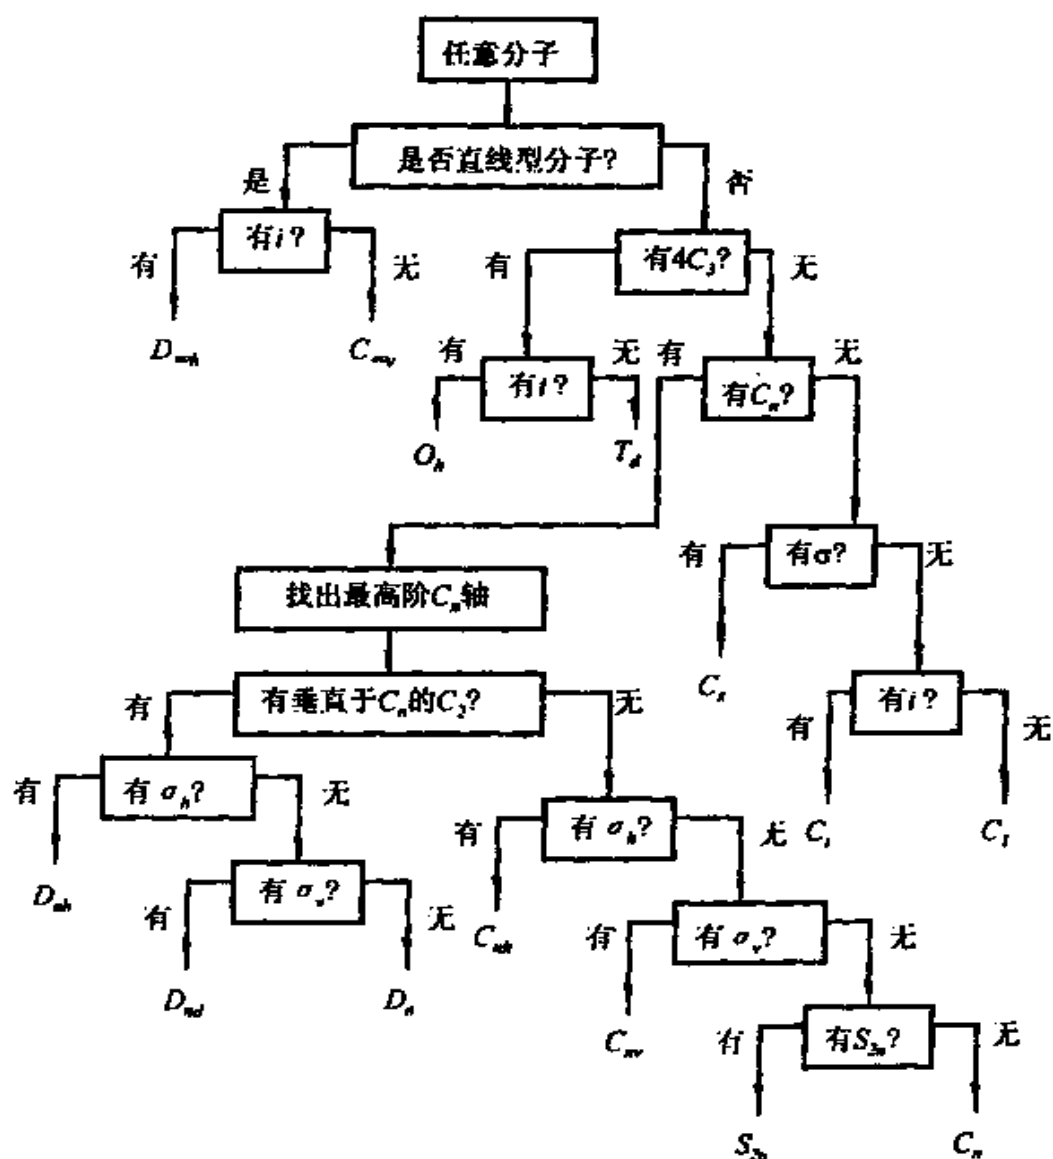 任意分子
是否直线型分子?
是
否
有i?
有4C₃?
有
无
有
无
D∞h
C∞v
有
无
有
无
有i?
有Cₙ?
Oh
Td
有
有σ?
无
找出最高阶Cₙ轴
有垂直于Cₙ的C₂?
Cs
有i?
有
无
有
无
有
有σh?
无
有
有σh?
无
Ci
C1
Dnh
有
有σv?
无
Cnh
有
有σv?
无
Dnd
Dn
Cnv
有
有S₂ₙ?
无
S₂ₙ
Cn